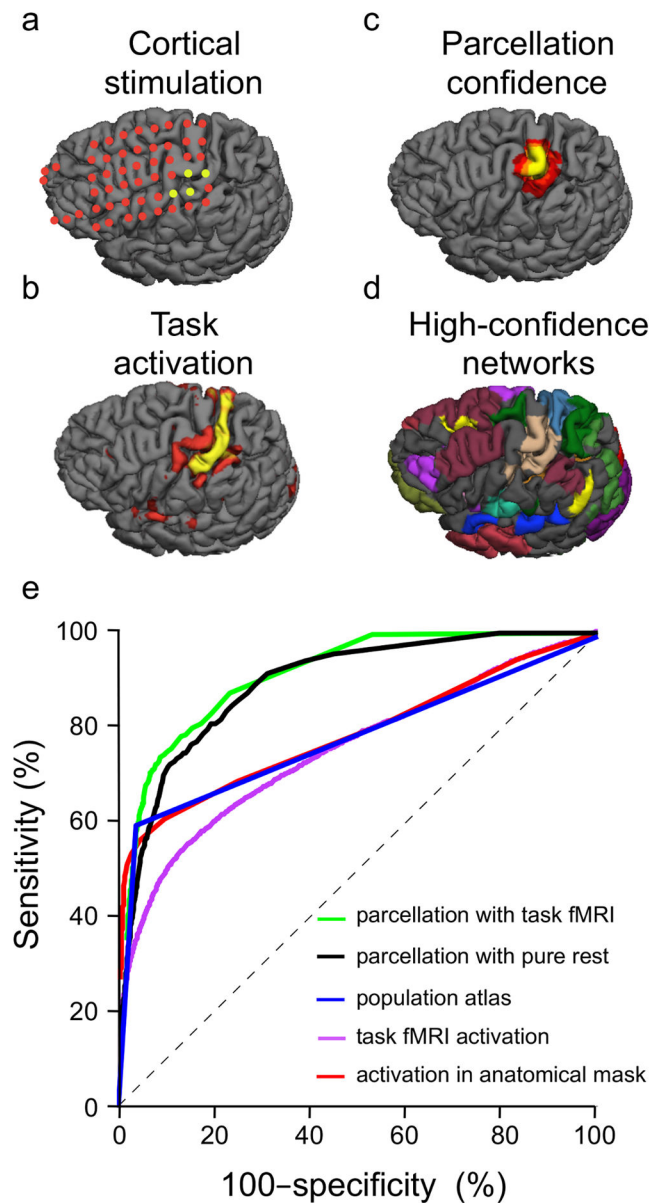 a
Cortical
stimulation
c
Parcellation
confidence
b
Task
activation
d
High-confidence
networks
e
100
80
60
40
20
0
Sensitivity (%)
parcellation with task fMRI
parcellation with pure rest
population atlas
task fMRI activation
activation in anatomical mask
0
20
40
60
80
100
100–specificity (%)